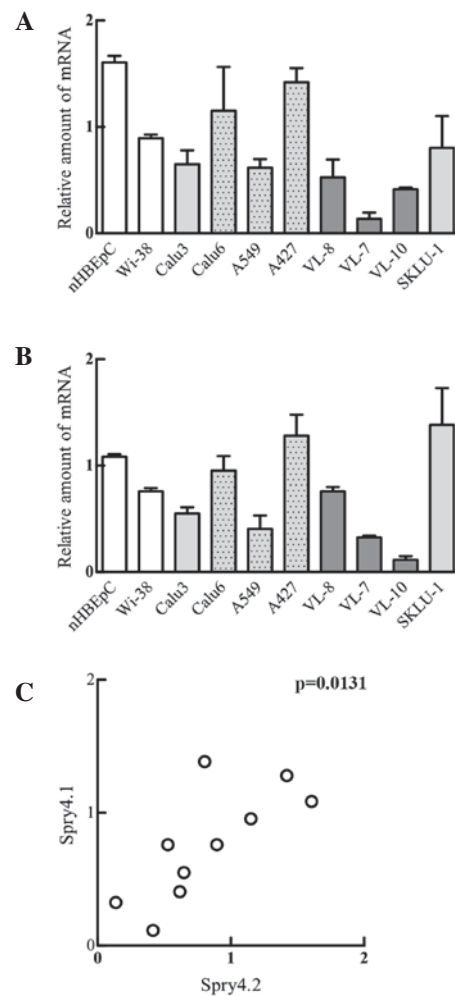 A
Relative amount of mRNA
2
1
0
nHBEpC
Wi-38
Calu3
Calu6
A549
A427
VL-8
VL-7
VL-10
SKLU-1
B
Relative amount of mRNA
2
1
0
nHBEpC
Wi-38
Calu3
Calu6
A549
A427
VL-8
VL-7
VL-10
SKLU-1
C
p=0.0131
Spry4.1
2
1
0
0
1
2
Spry4.2